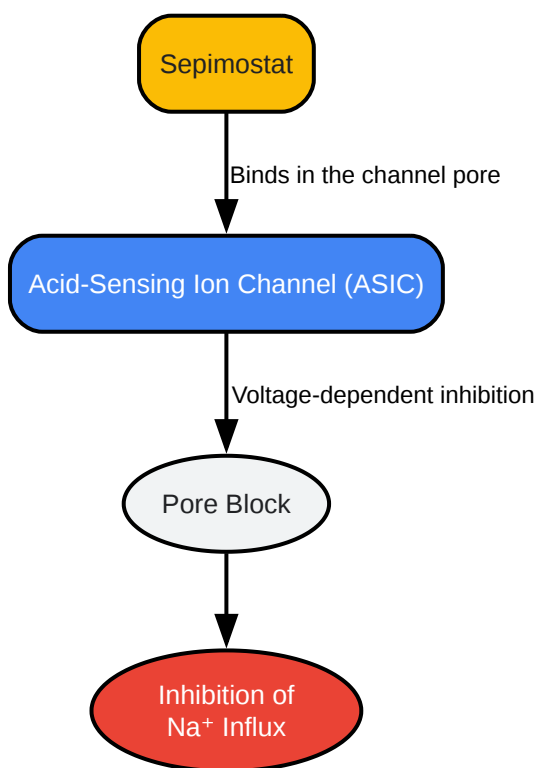 Sepimostat
Binds in the channel pore
Acid-Sensing Ion Channel (ASIC)
Voltage-dependent inhibition
Pore Block
Inhibition of
Na⁺ Influx